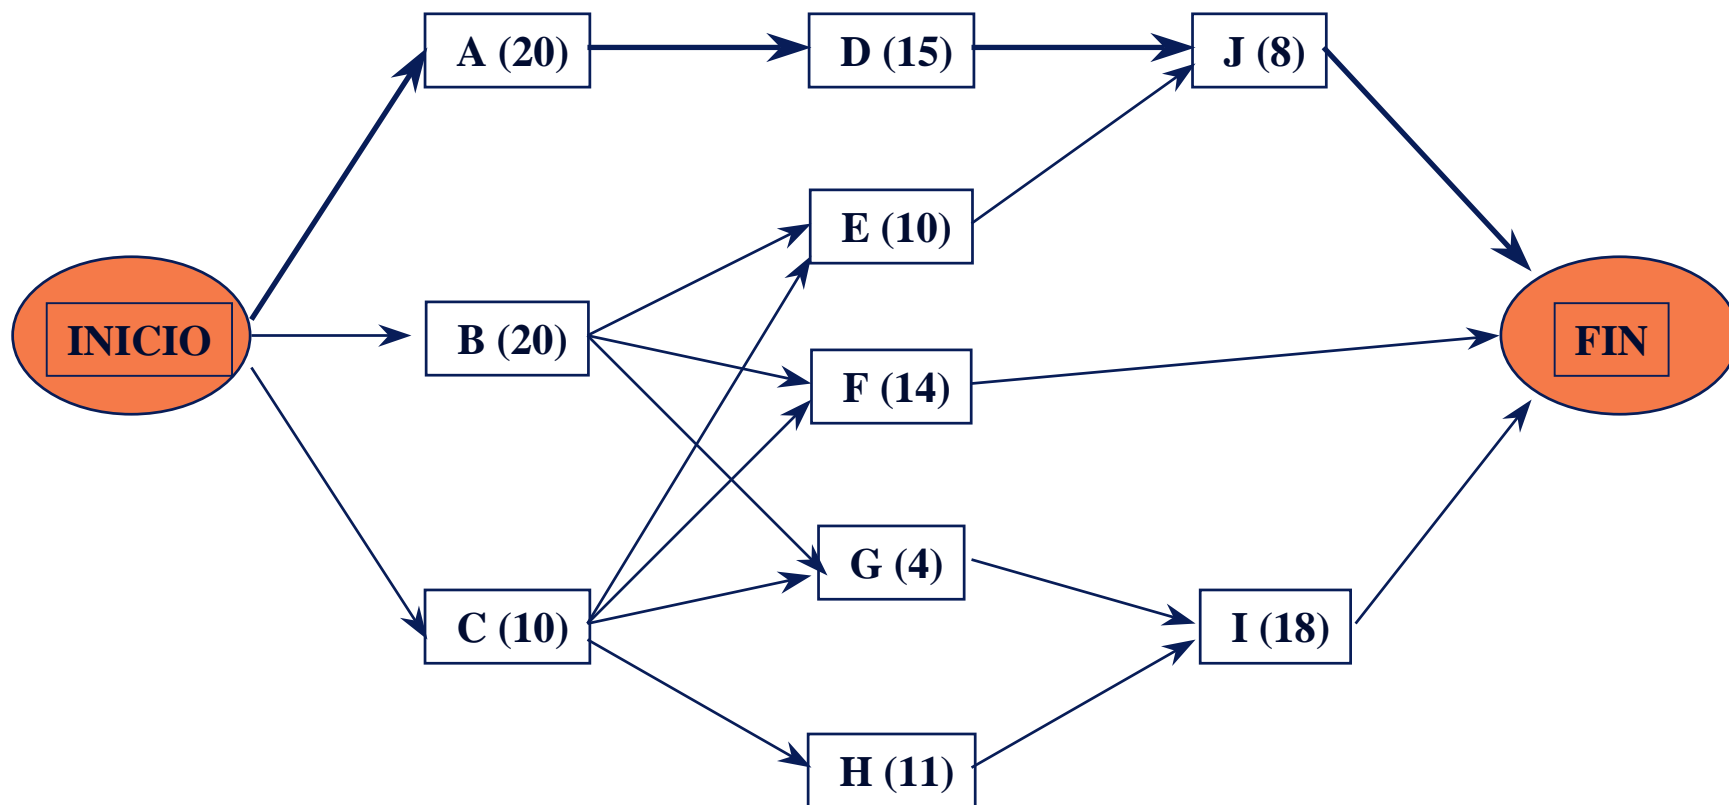 A (20)
D (15)
J (8)
E (10)
INICIO
B (20)
FIN
F (14)
G (4)
C (10)
I (18)
H (11)